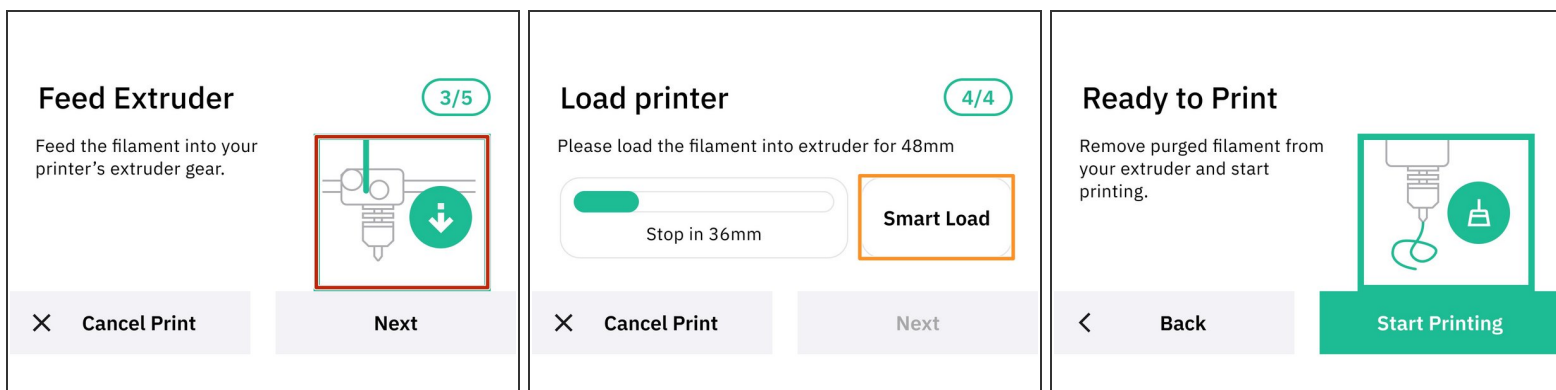 Feed Extruder
3/5
Feed the filament into your
printer's extruder gear.
Cancel Print
Next
Load printer
4/4
Please load the filament into extruder for 48mm
Stop in 36mm
Smart Load
Cancel Print
Next
Ready to Print
Remove purged filament from
your extruder and start
printing.
Back
Start Printing